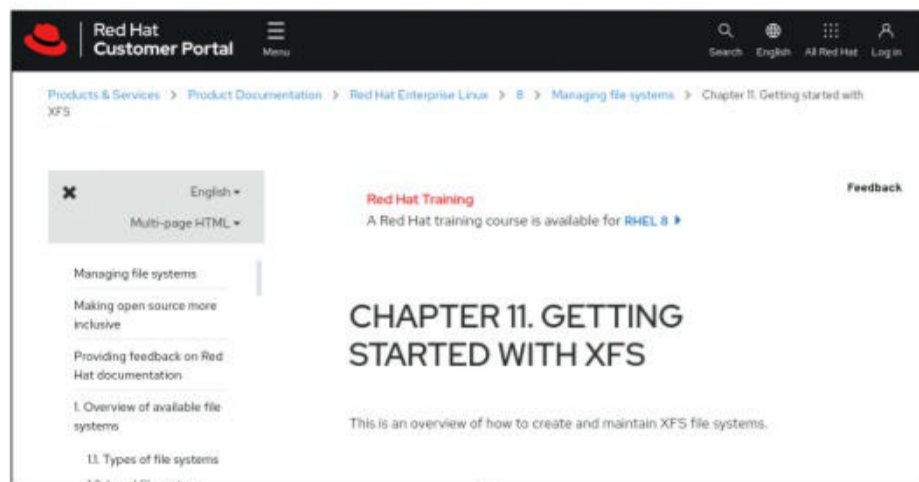 Red Hat
Customer Portal
Menu
Search
English
All Red Hat
Log in
Products & Services > Product Documentation > Red Hat Enterprise Linux > 8 > Managing file systems > Chapter 11. Getting started with
XFS
English
Multi-page HTML
Red Hat Training
Feedback
A Red Hat training course is available for RHEL 8
Managing file systems
Making open source more
inclusive
Providing feedback on Red
Hat documentation
1. Overview of available file
systems
1.1. Types of file systems
CHAPTER 11. GETTING
STARTED WITH XFS
This is an overview of how to create and maintain XFS file systems.